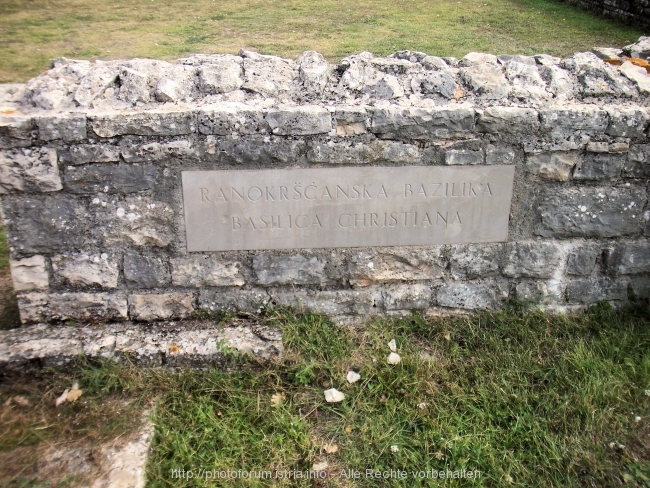 RANOKRŠĆANSKA BAZILIKA
BASILICA CHRISTIANA
http://photoforum.istria.info - Alle Rechte vorbehalten